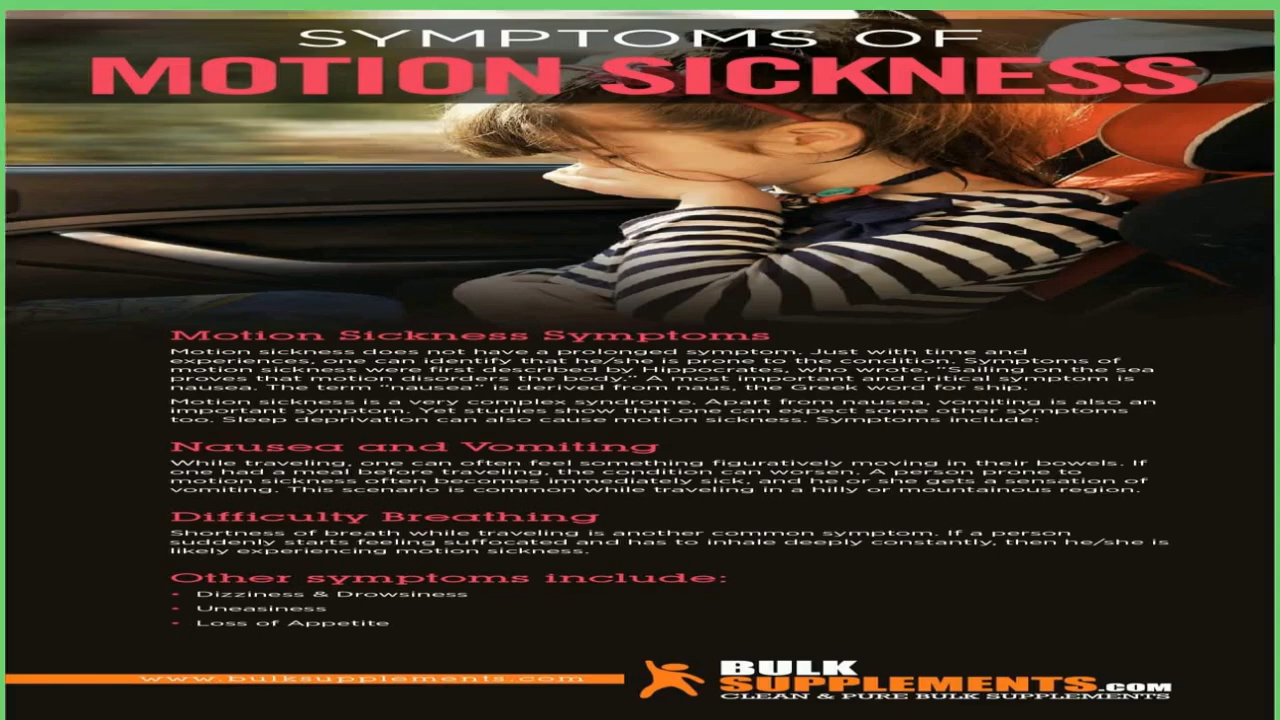 SYMPTOMS OF
MOTION SICKNESS
Motion Sickness Symptoms
Motion sickness does not have a prolonged symptom. Just with time and
experiences, one can identify that he/she is prone to the condition. Symptoms of
motion sickness were first described by Hippocrates, who wrote, "Sailing on the sea
proves that motion disorders the body." A most important and critical symptom is
nausea. The term "nausea" is derived from naus, the Greek word for ship.
Motion sickness is a very complex syndrome. Apart from nausea, vomiting is also an
important symptom. Yet studies show that one can expect some other symptoms
too. Sleep deprivation can also cause motion sickness. Symptoms include:
Nausea and Vomiting
While traveling, one can often feel something figuratively moving in their bowels. If
one had a meal before traveling, the condition can worsen. A person prone to
motion sickness often becomes immediately sick, and he or she gets a sensation of
vomiting. This scenario is common while traveling in a hilly or mountainous region.
Difficulty Breathing
Shortness of breath while traveling is another common symptom. If a person
suddenly starts feeling suffocated and has to inhale deeply constantly, then he/she is
likely experiencing motion sickness.
Other symptoms include:
• Dizziness & Drowsiness
• Uneasiness
• Loss of Appetite
www.bulksupplements.com
BULK
SUPPLEMENTS.COM
CLEAN & PURE BULK SUPPLEMENTS